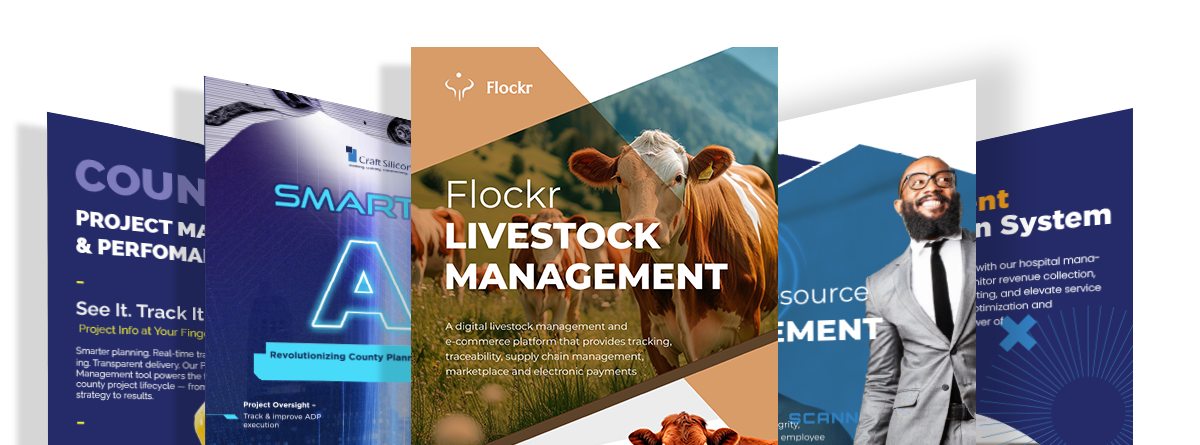 COUN
PROJECT MA
& PERFOMA
See It. Track It
Project Info at Your Finge
Smarter planning. Real-time tra
ing. Transparent delivery. Our P
Management tool powers the
county project lifecycle — from
strategy to results.
Craft Silicon
SMART
A
Revolutionizing County Plann
Project Oversight –
Track & improve ADP
execution
Flockr
Flockr
LIVESTOCK
MANAGEMENT
A digital livestock management and
e-commerce platform that provides tracking,
traceability, supply chain management,
marketplace and electronic payments
source
EMENT
SCANN
grity,
employee
nt
n System
with our hospital mana-
nitor revenue collection,
ting, and elevate service
optimization and
wer of